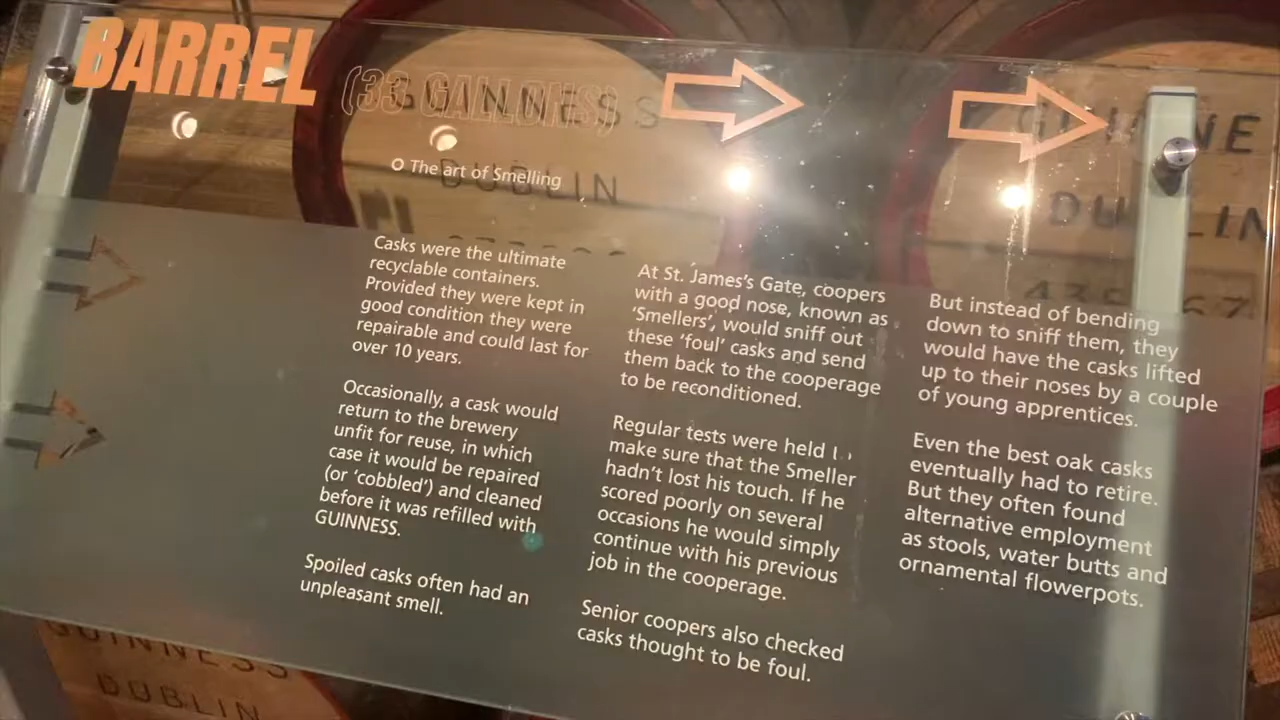 BARREL (33 GALLONS)
GUINNESS
DUBLIN
GUINNE
DUBLIN
The art of Smelling
Casks were the ultimate
recyclable containers.
Provided they were kept in
good condition they were
repairable and could last for
over 10 years.
Occasionally, a cask would
return to the brewery
unfit for reuse, in which
case it would be repaired
(or 'cobbled') and cleaned
before it was refilled with
GUINNESS.
Spoiled casks often had an
unpleasant smell.
At St. James's Gate, coopers
with a good nose, known as
'Smellers', would sniff out
these 'foul' casks and send
them back to the cooperage
to be reconditioned.
Regular tests were held
make sure that the Smeller
hadn't lost his touch. If he
scored poorly on several
occasions he would simply
continue with his previous
job in the cooperage.
Senior coopers also checked
casks thought to be foul.
But instead of bending
down to sniff them, they
would have the casks lifted
up to their noses by a couple
of young apprentices.
Even the best oak casks
eventually had to retire.
But they often found
alternative employment
as stools, water butts and
ornamental flowerpots.
GUINNESS
DUBLIN